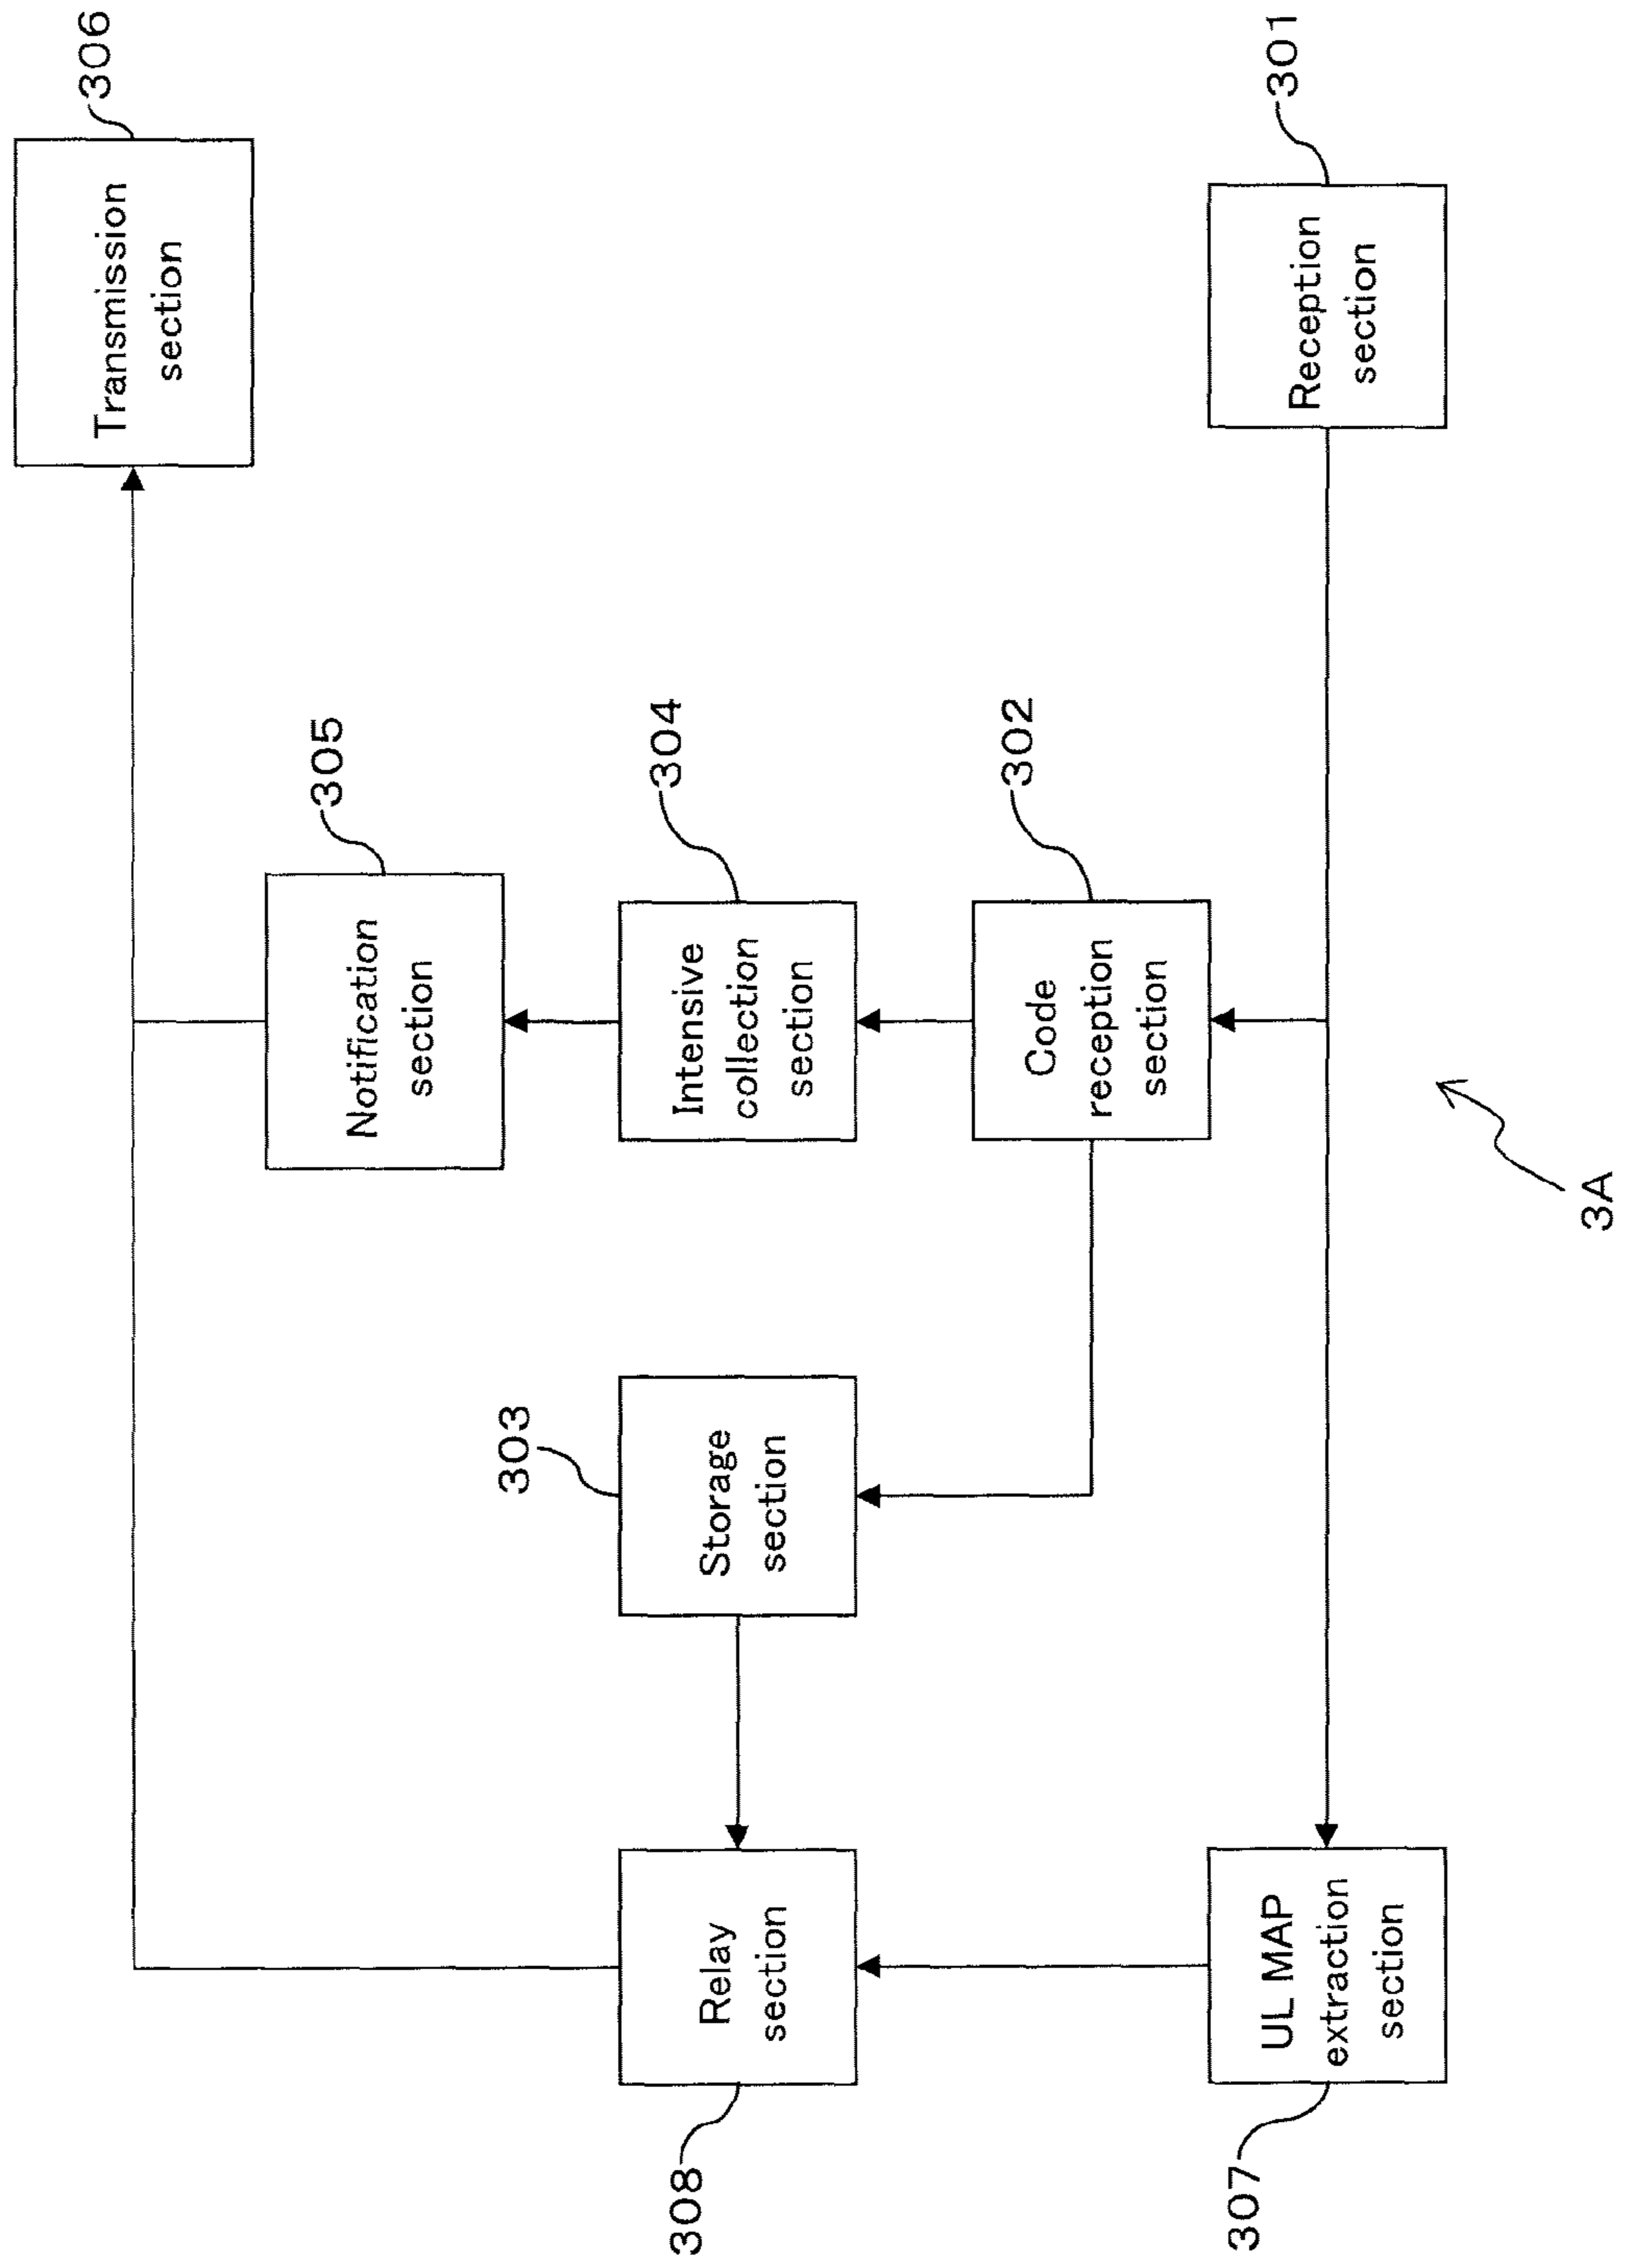 306
Transmission
section
301
Reception
section
305
Notification
section
304
Intensive
collection
section
302
Code
reception
section
303
Storage
section
308
Relay
section
307
UL MAP
extraction
section
3A